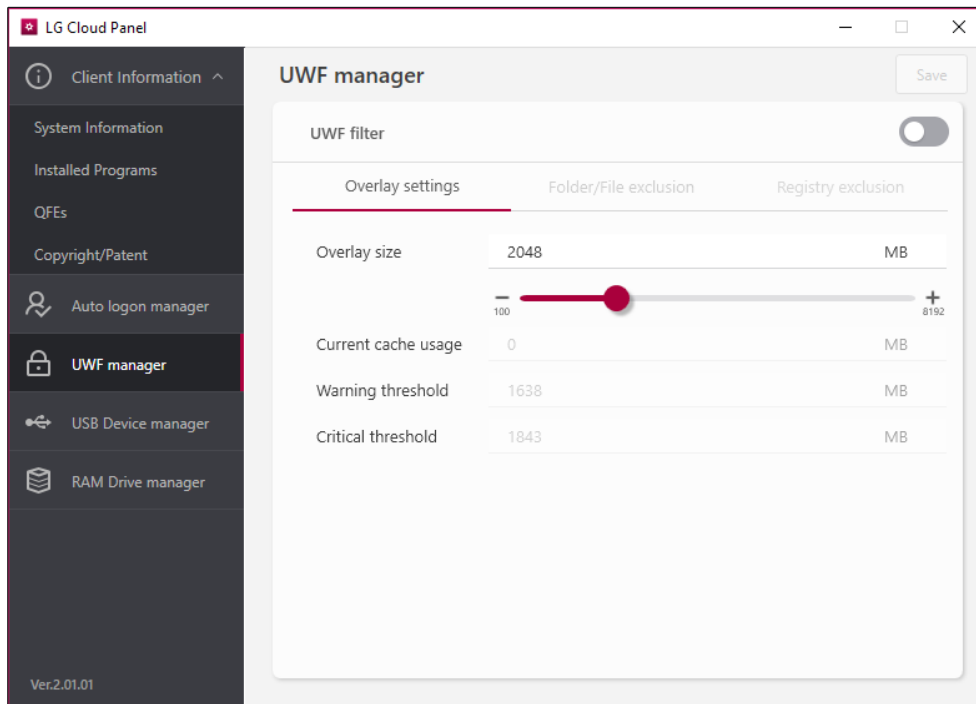 LG Cloud Panel
Client Information
System Information
Installed Programs
QFEs
Copyright/Patent
Auto logon manager
UWF manager
USB Device manager
RAM Drive manager
Ver.2.01.01
UWF manager
Save
UWF filter
Overlay settings Folder/File exclusion Registry exclusion
Overlay size 2048 MB
100 8192
Current cache usage 0 MB
Warning threshold 1638 MB
Critical threshold 1843 MB